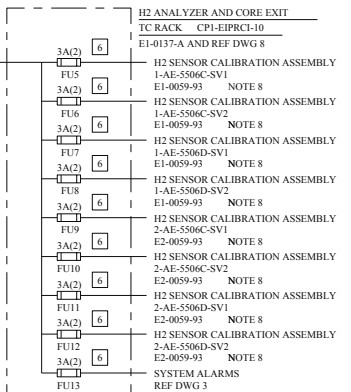 H2 ANALYZER AND CORE EXIT
TC RACK CP1-EIPRCI-10
E1-0137-A AND REF DWG 8
3A(2) 6
FU5
H2 SENSOR CALIBRATION ASSEMBLY
1-AE-5506C-SV1
E1-0059-93 NOTE 8
3A(2) 6
FU6
H2 SENSOR CALIBRATION ASSEMBLY
1-AE-5506C-SV2
E1-0059-93 NOTE 8
3A(2) 6
FU7
H2 SENSOR CALIBRATION ASSEMBLY
1-AE-5506D-SV1
E1-0059-93 NOTE 8
3A(2) 6
FU8
H2 SENSOR CALIBRATION ASSEMBLY
1-AE-5506D-SV2
E1-0059-93 NOTE 8
3A(2) 6
FU9
H2 SENSOR CALIBRATION ASSEMBLY
2-AE-5506C-SV1
E2-0059-93 NOTE 8
3A(2) 6
FU10
H2 SENSOR CALIBRATION ASSEMBLY
2-AE-5506C-SV2
E2-0059-93 NOTE 8
3A(2) 6
FU11
H2 SENSOR CALIBRATION ASSEMBLY
2-AE-5506D-SV1
E2-0059-93 NOTE 8
3A(2) 6
FU12
H2 SENSOR CALIBRATION ASSEMBLY
2-AE-5506D-SV2
E2-0059-93 NOTE 8
3A(2) 6
FU13
SYSTEM ALARMS
REF DWG 3